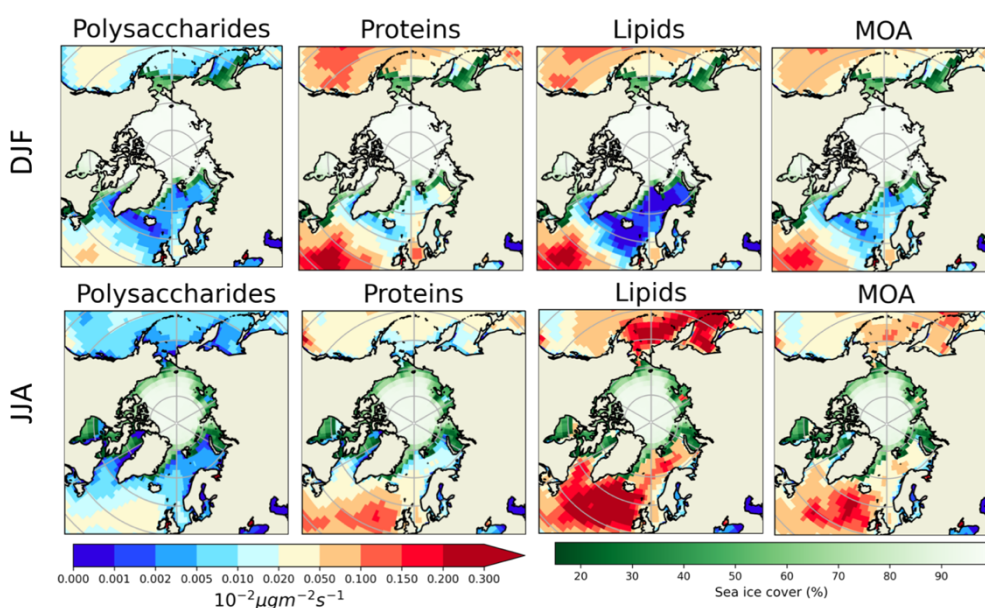 Polysaccharides Proteins Lipids MOA
DJF
Polysaccharides Proteins Lipids MOA
JJA
0.000 0.001 0.002 0.005 0.010 0.020 0.050 0.100 0.150 0.200 0.300
10⁻²μgm⁻²s⁻¹
20 30 40 50 60 70 80 90
Sea ice cover (%)